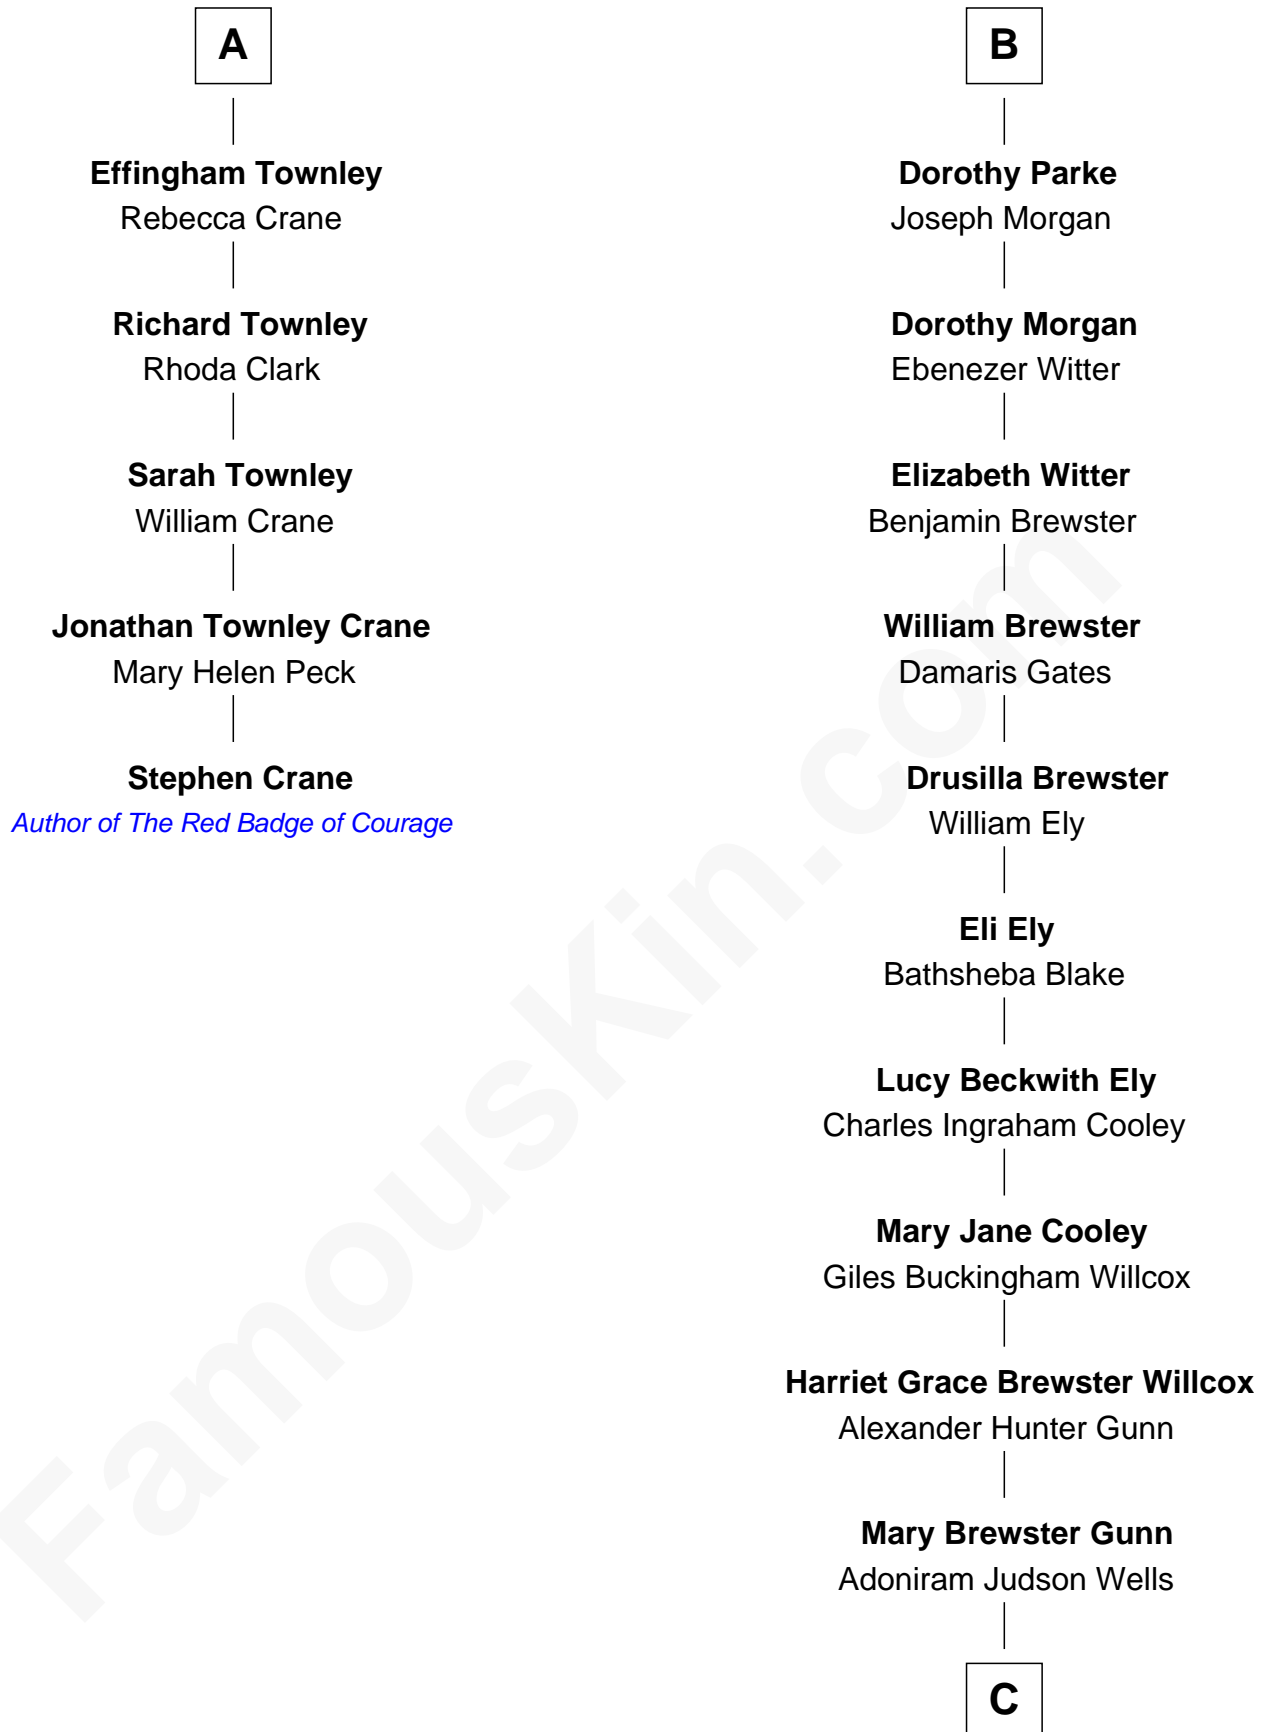 A
Effingham Townley
Rebecca Crane
Richard Townley
Rhoda Clark
Sarah Townley
William Crane
Jonathan Townley Crane
Mary Helen Peck
Stephen Crane
Author of The Red Badge of Courage
B
Dorothy Parke
Joseph Morgan
Dorothy Morgan
Ebenezer Witter
Elizabeth Witter
Benjamin Brewster
William Brewster
Damaris Gates
Drusilla Brewster
William Ely
Eli Ely
Bathsheba Blake
Lucy Beckwith Ely
Charles Ingraham Cooley
Mary Jane Cooley
Giles Buckingham Willcox
Harriet Grace Brewster Willcox
Alexander Hunter Gunn
Mary Brewster Gunn
Adoniram Judson Wells
C
FamousKin.com